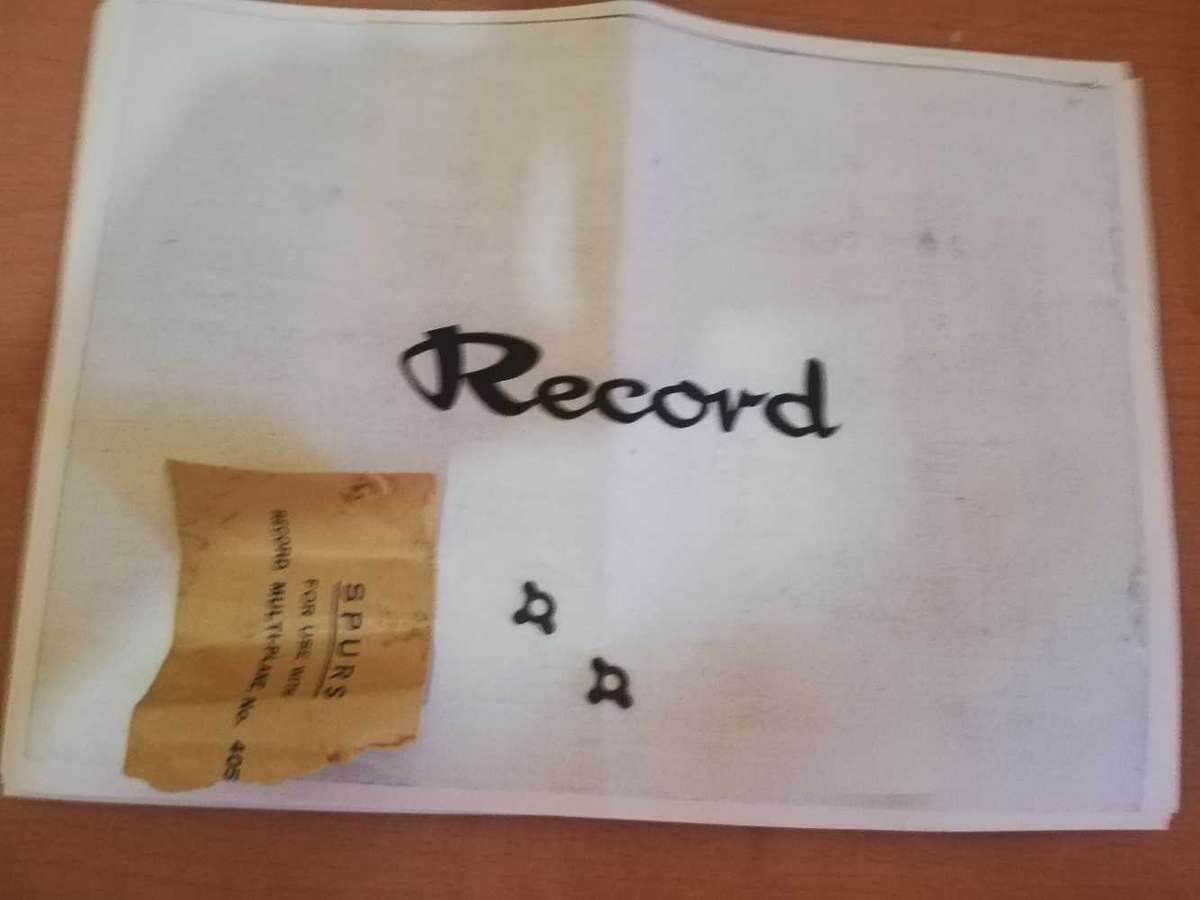 Record
SPURS
FOR USE WITH
RECORD MULTI-PLANE, No. 405